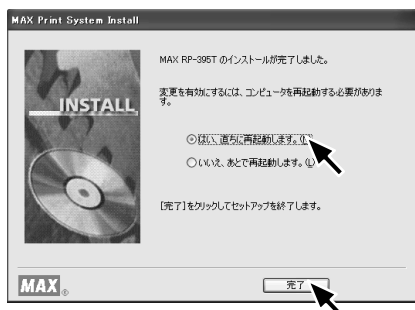 MAX Print System Install
MAX RP-395T のインストールが完了しました。
変更を有効にするには、コンピュータを再起動する必要がありま
す。
INSTALL
はい、直ちに再起動します。
いいえ、あとで再起動します。(L)
[完了]をクリックしてセットアップを終了します。
MAX ®
完了